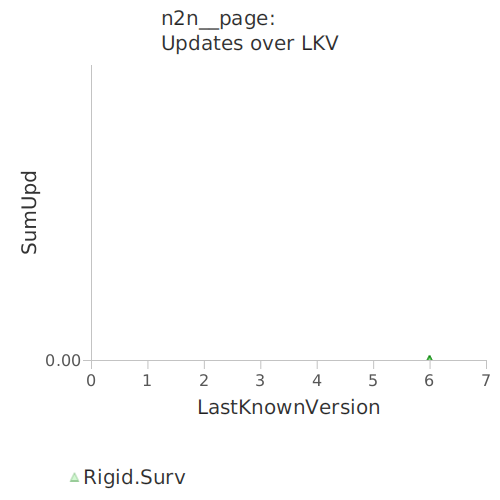 n2n__page:
Updates over LKV
SumUpd
0.00
0 1 2 3 4 5 6 7
LastKnownVersion
Rigid.Surv